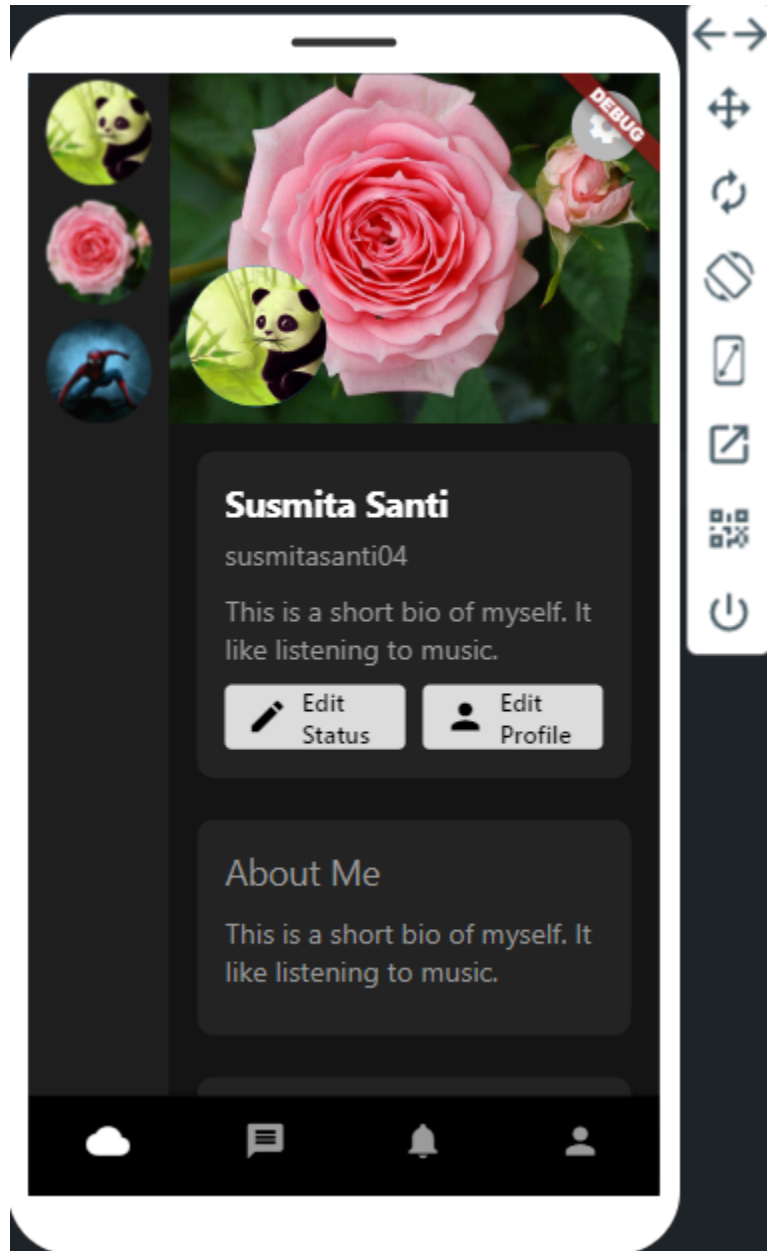 DEBUG
Susmita Santi
susmitasanti04
This is a short bio of myself. It
like listening to music.
Edit
Status
Edit
Profile
About Me
This is a short bio of myself. It
like listening to music.